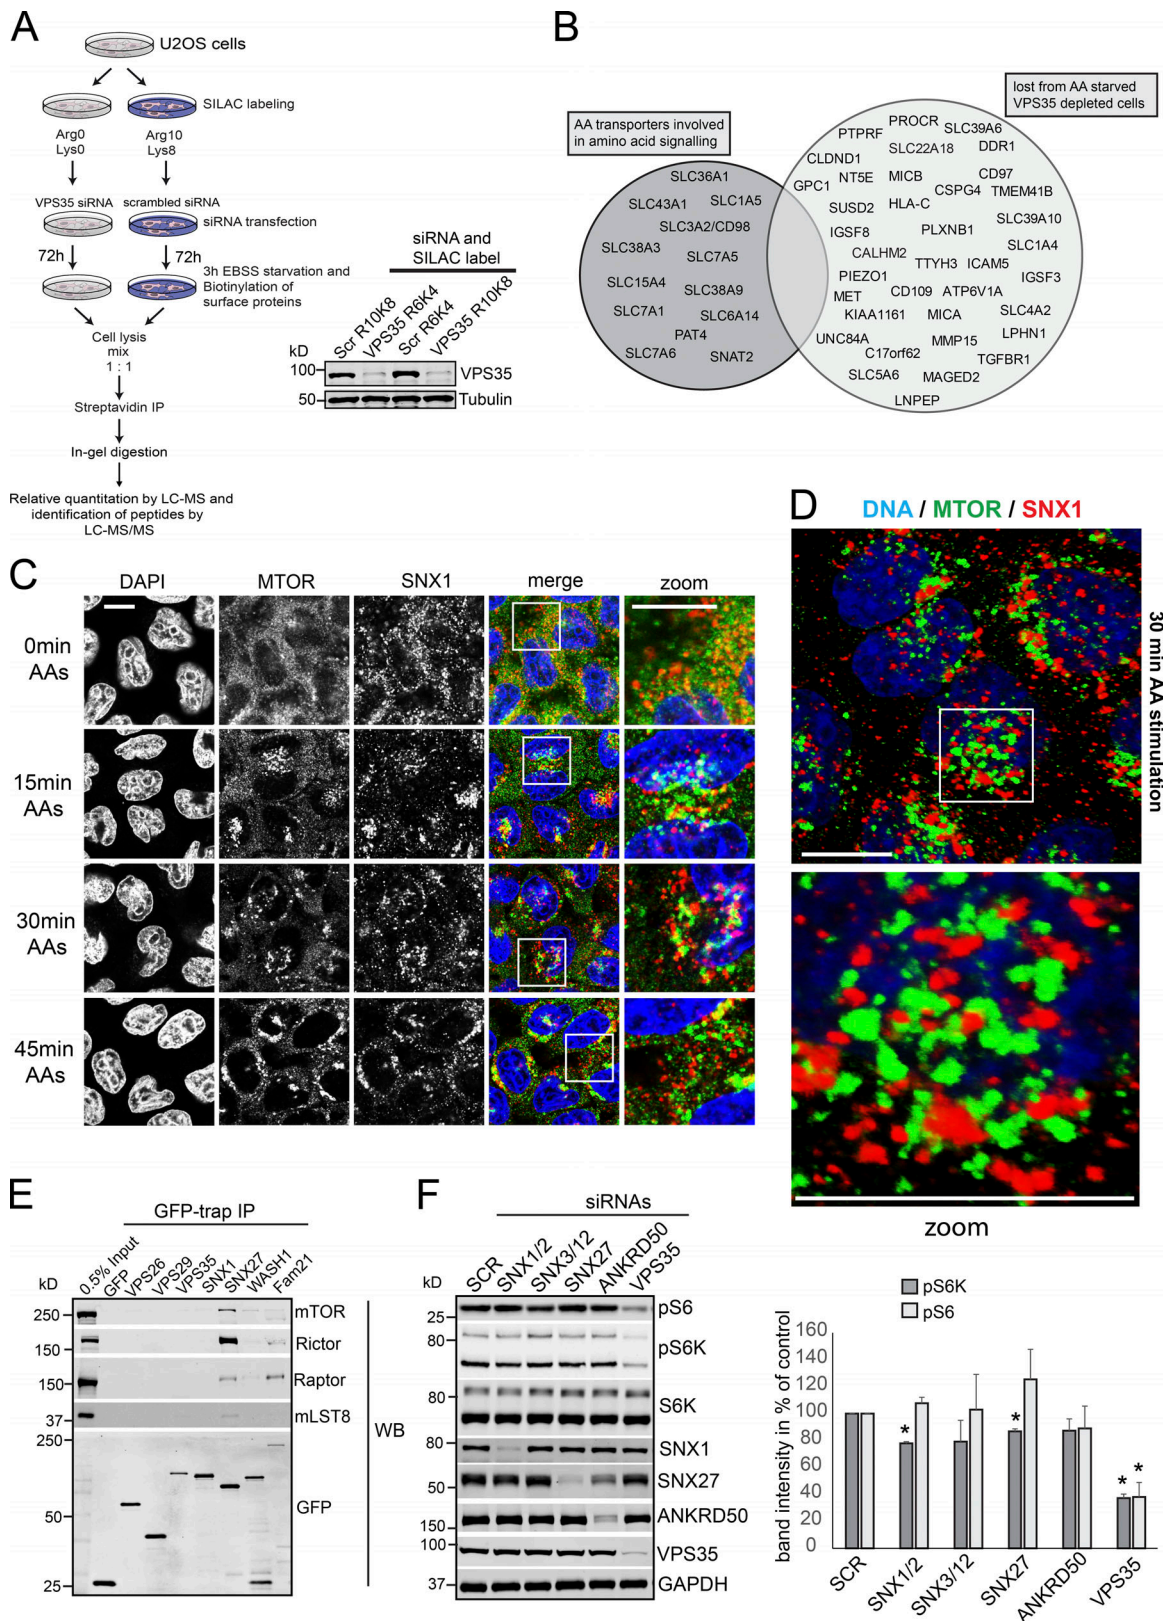 A
U2OS cells
SILAC labeling
Arg0
Lys0
Arg10
Lys8
VPS35 siRNA
scrambled siRNA
siRNA transfection
72h
72h
3h EBSS starvation and
Biotinylation of
surface proteins
Cell lysis
mix
1 : 1
Streptavidin IP
In-gel digestion
Relative quantitation by LC-MS and
identification of peptides by
LC-MS/MS
siRNA and
SILAC label
kD
Scr R10K8
VPS35 R6K4
Scr R6K4
VPS35 R10K8
100
VPS35
50
Tubulin
B
AA transporters involved
in amino acid signalling
lost from AA starved
VPS35 depleted cells
SLC36A1
SLC43A1
SLC1A5
SLC3A2/CD98
SLC38A3
SLC7A5
SLC15A4
SLC38A9
SLC7A1
SLC6A14
PAT4
SLC7A6
SNAT2
PROCR
PTPRF
SLC39A6
SLC22A18
DDR1
CLDND1
NT5E
MICB
CD97
GPC1
CSPG4
TMEM41B
SUSD2
HLA-C
SLC39A10
IGSF8
PLXNB1
SLC1A4
CALHM2
TTYH3
ICAM5
PIEZO1
IGSF3
MET
CD109
ATP6V1A
KIAA1161
MICA
SLC4A2
UNC84A
MMP15
LPHN1
C17orf62
TGFBR1
SLC5A6
MAGED2
LNPEP
C
DAPI
MTOR
SNX1
merge
zoom
0min
AAs
15min
AAs
30min
AAs
45min
AAs
D
DNA / MTOR / SNX1
30 min AA stimulation
zoom
E
GFP-trap IP
kD
0.5% Input
GFP
VPS26
VPS29
VPS35
SNX1
SNX27
WASH1
Fam21
250
mTOR
150
Rictor
150
Raptor
37
mLST8
250
50
25
GFP
WB
F
siRNAs
kD
SCR
SNX1/2
SNX3/12
SNX27
ANKRD50
VPS35
25
pS6
80
pS6K
80
S6K
80
SNX1
50
SNX27
150
ANKRD50
100
VPS35
37
GAPDH
pS6K
pS6
band intensity in % of control
160
140
120
100
80
60
40
20
0
*
*
*
*
SCR
SNX1/2
SNX3/12
SNX27
ANKRD50
VPS35